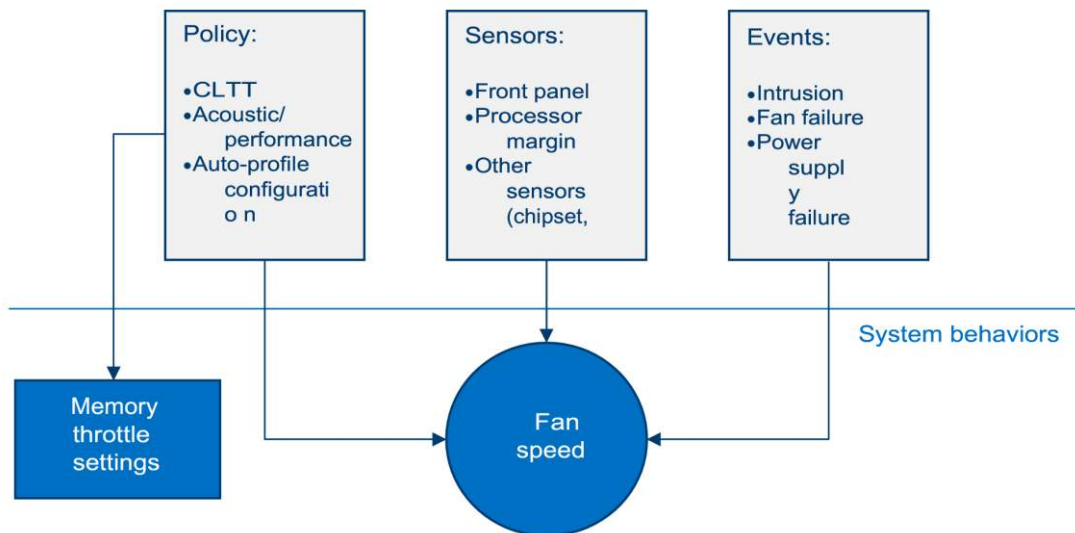 Policy:
•CLTT
•Acoustic/
performance
•Auto-profile
configurati
o n
Sensors:
•Front panel
•Processor
margin
•Other
sensors
(chipset,
Events:
•Intrusion
•Fan failure
•Power
suppl
y
failure
System behaviors
Memory
throttle
settings
Fan
speed